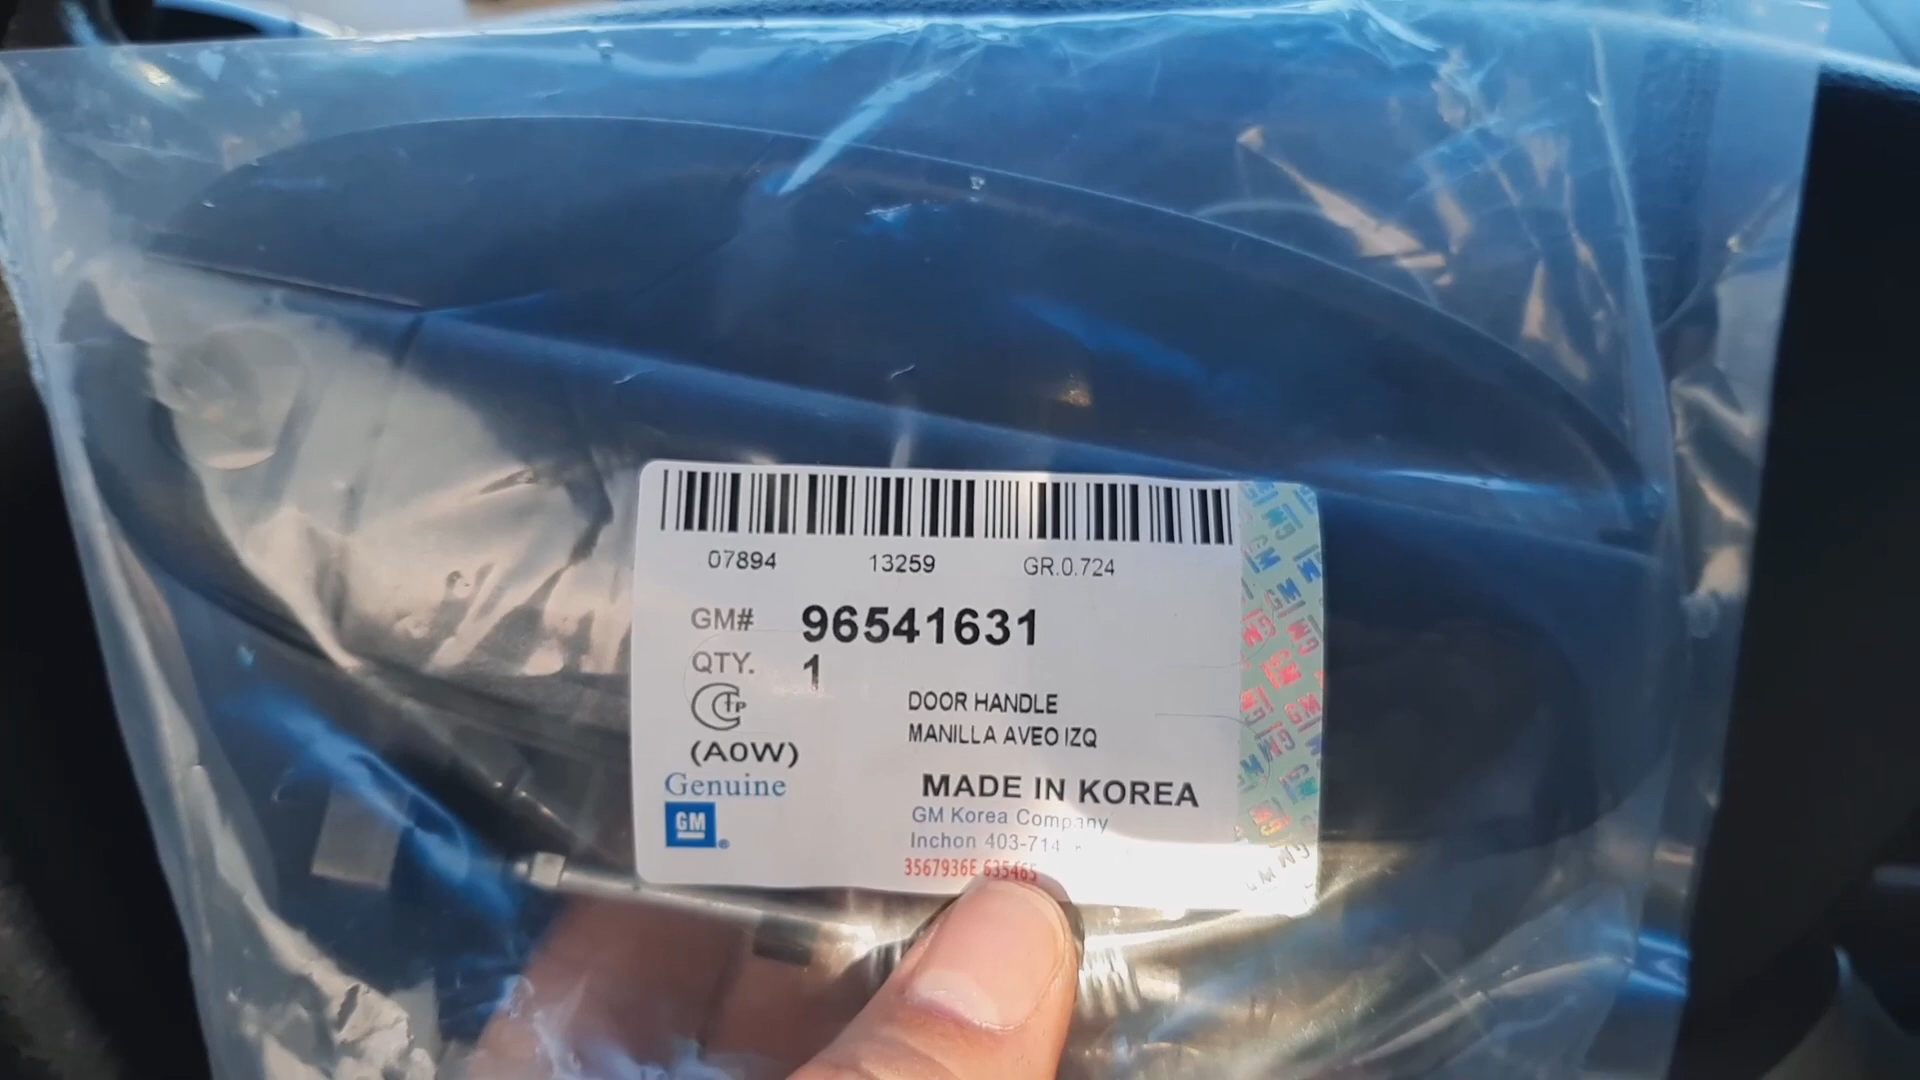 07894 13259 GR.0.724
GM# 96541631
QTY. 1
DOOR HANDLE
MANILLA AVEO IZQ
(A0W)
Genuine
GM
MADE IN KOREA
GM Korea Company
Inchon 403-714
3567936E 635465